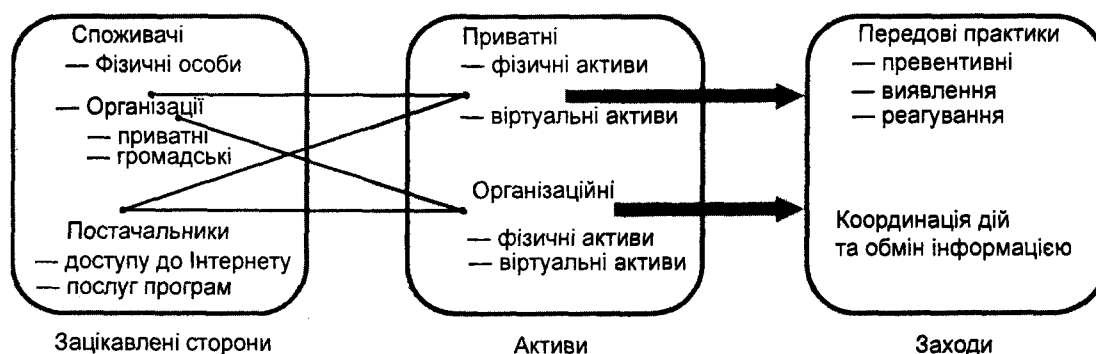 Споживачі
— Фізичні особи
— Організації
— приватні
— громадські
Постачальники
— доступу до Інтернету
— послуг програм
Зацікавлені сторони
Приватні
— фізичні активи
— віртуальні активи
Організаційні
— фізичні активи
— віртуальні активи
Активи
Передові практики
— превентивні
— виявлення
— реагування
Координація дій
та обмін інформацією
Заходи